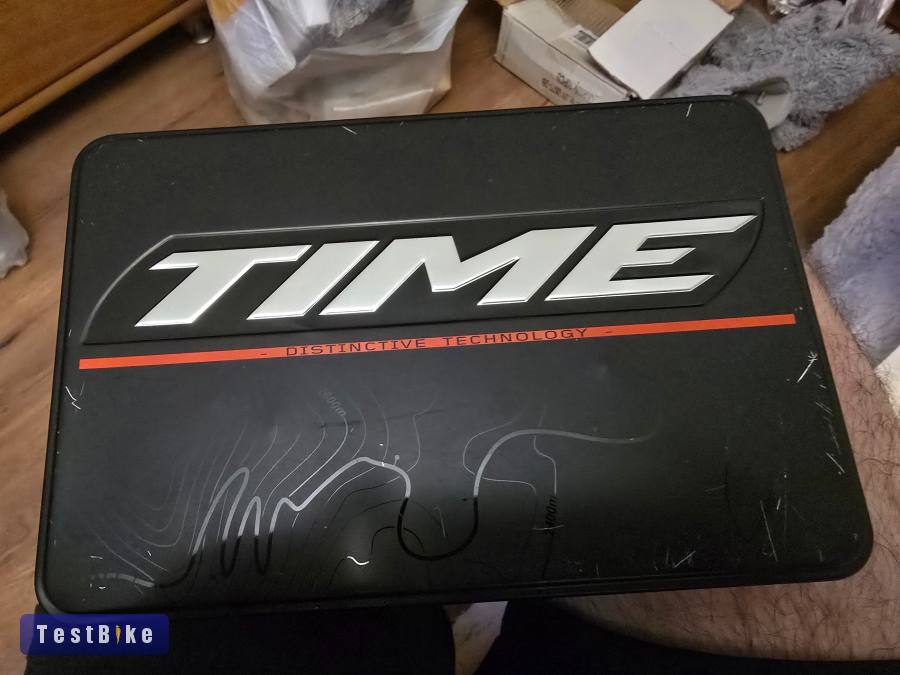 TIME
- DISTINCTIVE TECHNOLOGY -
TestBike